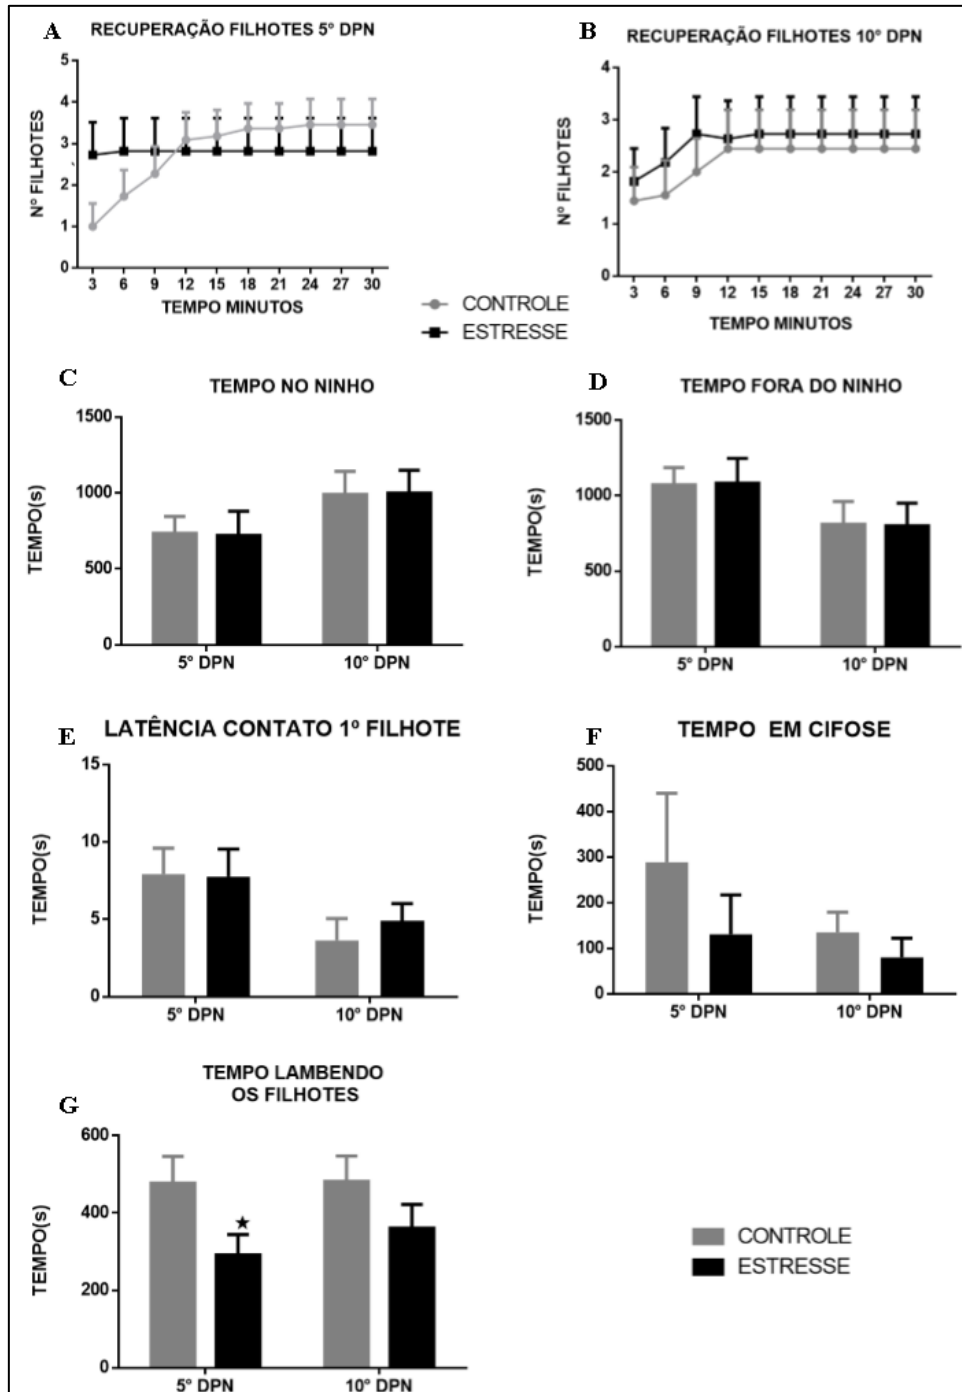 A RECUPERAÇÃO FILHOTES 5° DPN
5
4
3
2
1
0
Nº FILHOTES
3 6 9 12 15 18 21 24 27 30
TEMPO MINUTOS
B RECUPERAÇÃO FILHOTES 10° DPN
4
3
2
1
0
Nº FILHOTES
3 6 9 12 15 18 21 24 27 30
TEMPO MINUTOS
CONTROLE
ESTRESSE
C TEMPO NO NINHO
1500
1000
500
0
TEMPO(s)
5° DPN 10° DPN
D TEMPO FORA DO NINHO
1500
1000
500
0
TEMPO(s)
5° DPN 10° DPN
E LATÊNCIA CONTATO 1º FILHOTE
15
10
5
0
TEMPO(s)
5° DPN 10° DPN
F TEMPO EM CIFOSE
500
400
300
200
100
0
TEMPO(s)
5° DPN 10° DPN
G TEMPO LAMBENDO
OS FILHOTES
600
400
200
0
TEMPO(s)
★
5° DPN 10° DPN
CONTROLE
ESTRESSE